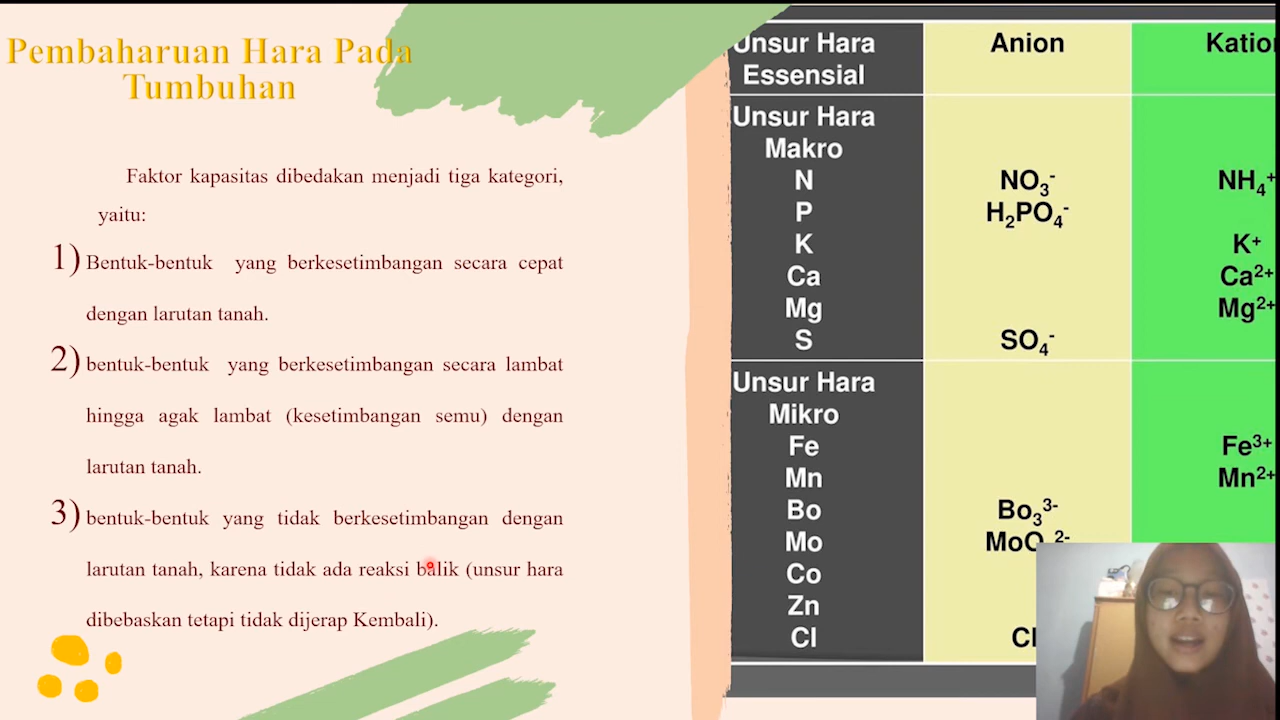 Pembaharuan Hara Pada
Tumbuhan
Faktor kapasitas dibedakan menjadi tiga kategori,
yaitu:
1) Bentuk-bentuk yang berkesetimbangan secara cepat
dengan larutan tanah.
2) bentuk-bentuk yang berkesetimbangan secara lambat
hingga agak lambat (kesetimbangan semu) dengan
larutan tanah.
3) bentuk-bentuk yang tidak berkesetimbangan dengan
larutan tanah, karena tidak ada reaksi balik (unsur hara
dibebaskan tetapi tidak dijerap Kembali).
Unsur Hara Anion Katio
Essensial
Unsur Hara
Makro
N NO₃⁻ NH₄⁺
P H₂PO₄⁻
K K⁺
Ca Ca²⁺
Mg Mg²⁺
S SO₄⁻
Unsur Hara
Mikro
Fe Fe³⁺
Mn Mn²⁺
Bo Bo₃³⁻
Mo MoO ²⁻
Co
Zn
Cl Cl